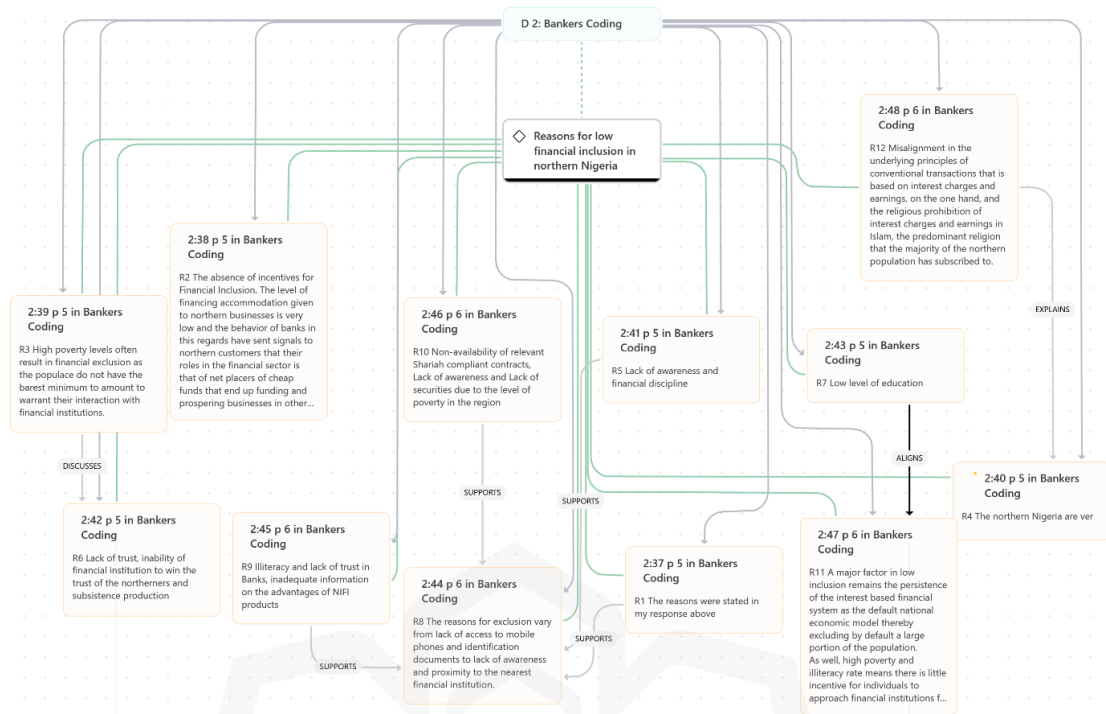 D 2: Bankers Coding
Reasons for low
financial inclusion in
northern Nigeria
2:48 p 6 in Bankers
Coding
R12 Misalignment in the
underlying principles of
conventional transactions that is
based on interest charges and
earnings, on the one hand, and
the religious prohibition of
interest charges and earnings in
Islam, the predominant religion
that the majority of the northern
population has subscribed to.
2:38 p 5 in Bankers
Coding
R2 The absence of incentives for
Financial Inclusion. The level of
financing accommodation given
to northern businesses is very
low and the behavior of banks in
this regards have sent signals to
northern customers that their
roles in the financial sector is
that of net placers of cheap
funds that end up funding and
prospering businesses in other...
2:39 p 5 in Bankers
Coding
R3 High poverty levels often
result in financial exclusion as
the populace do not have the
barest minimum to amount to
warrant their interaction with
financial institutions.
2:46 p 6 in Bankers
Coding
R10 Non-availability of relevant
Shariah compliant contracts,
Lack of awareness and Lack of
securities due to the level of
poverty in the region
2:41 p 5 in Bankers
Coding
R5 Lack of awareness and
financial discipline
2:43 p 5 in Bankers
Coding
R7 Low level of education
EXPLAINS
DISCUSSES
SUPPORTS
SUPPORTS
ALIGNS
2:40 p 5 in Bankers
Coding
R4 The northern Nigeria are ver
2:42 p 5 in Bankers
Coding
R6 Lack of trust, inability of
financial institution to win the
trust of the northerners and
subsistence production
2:45 p 6 in Bankers
Coding
R9 Illiteracy and lack of trust in
Banks, inadequate information
on the advantages of NIFI
products
2:44 p 6 in Bankers
Coding
R8 The reasons for exclusion vary
from lack of access to mobile
phones and identification
documents to lack of awareness
and proximity to the nearest
financial institution.
2:37 p 5 in Bankers
Coding
R1 The reasons were stated in
my response above
2:47 p 6 in Bankers
Coding
R11 A major factor in low
inclusion remains the persistence
of the interest based financial
system as the default national
economic model thereby
excluding by default a large
portion of the population.
As well, high poverty and
illiteracy rate means there is little
incentive for individuals to
approach financial institutions f...
SUPPORTS
SUPPORTS